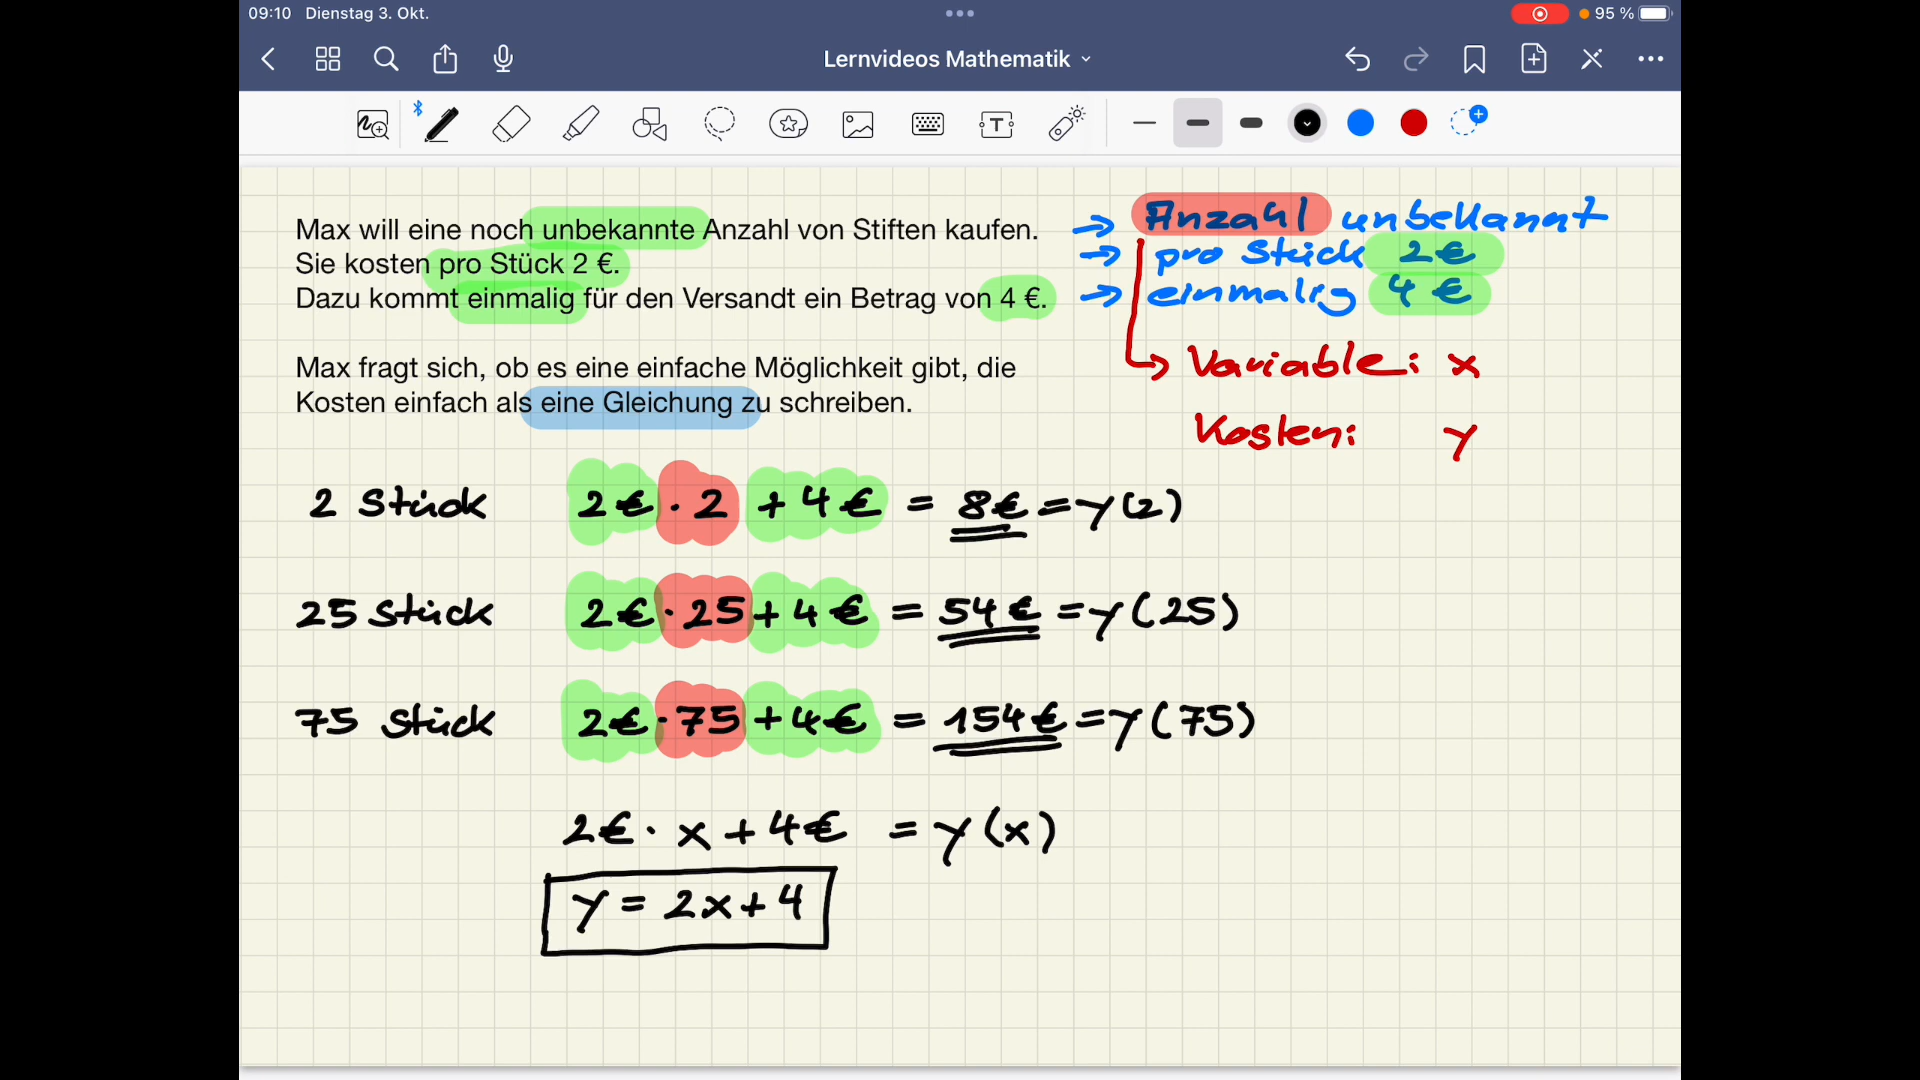 09:10 Dienstag 3. Okt.
95 %
Lernvideos Mathematik
Max will eine noch unbekannte Anzahl von Stiften kaufen.
Sie kosten pro Stück 2 €.
Dazu kommt einmalig für den Versandt ein Betrag von 4 €.
Max fragt sich, ob es eine einfache Möglichkeit gibt, die
Kosten einfach als eine Gleichung zu schreiben.
→ Anzahl unbekannt
→ pro Stück 2€
→ einmalig 4 €
→ Variable: x
Kosten: y
2 Stück 2€ · 2 + 4€ = 8€ = y(2)
25 Stück 2€ · 25 + 4€ = 54€ = y(25)
75 Stück 2€ · 75 + 4€ = 154€ = y(75)
2€ · x + 4€ = y(x)
y = 2x + 4